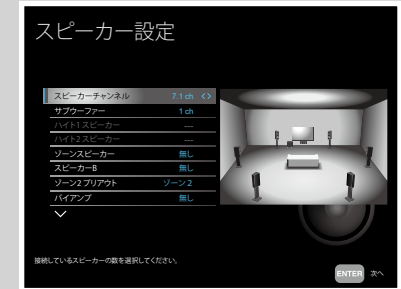 スピーカー設定
スピーカーチャンネル 7.1 ch <>
サブウーファー 1 ch
ハイト1 スピーカー ---
ハイト2 スピーカー ---
ゾーンスピーカー 無し
スピーカーB 無し
ゾーン2 プリアウト ゾーン 2
バイアンプ 無し
接続しているスピーカーの数を選択してください。
ENTER 次へ